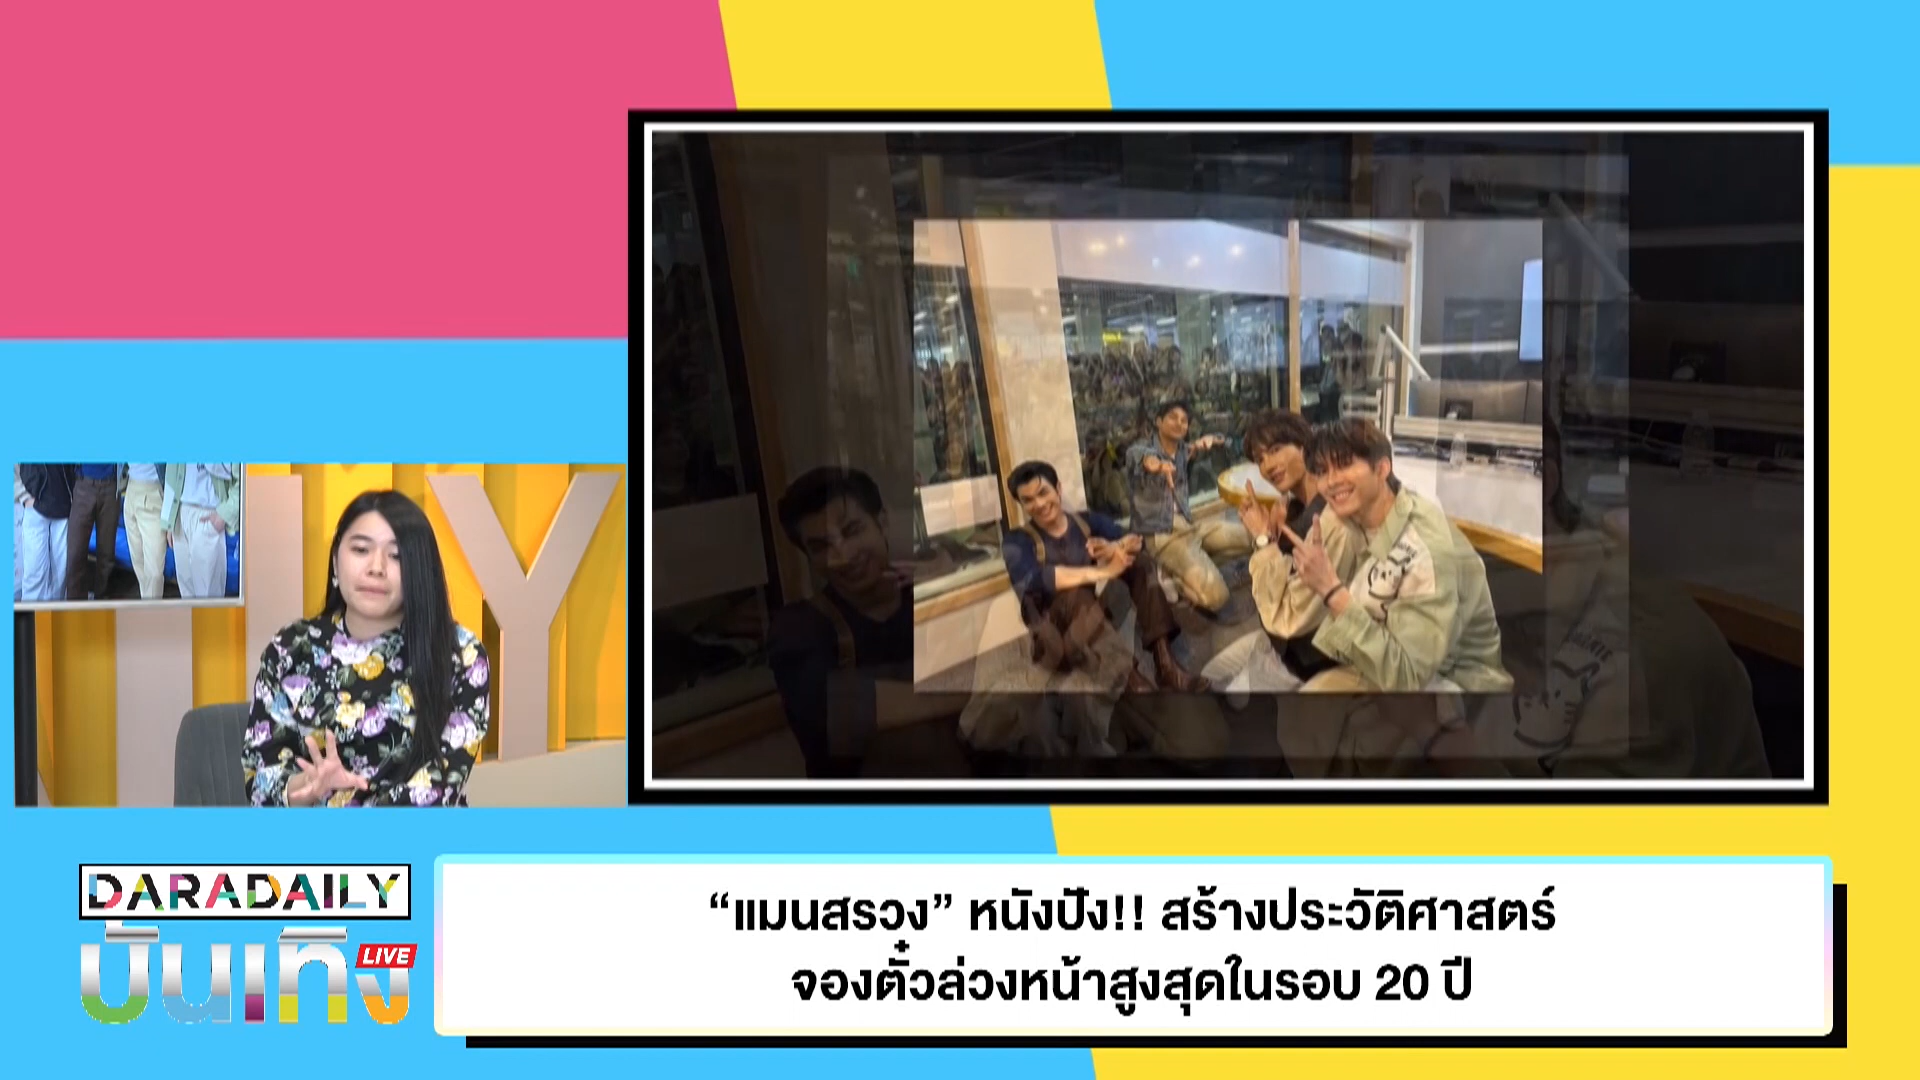 Y
DARADAILY
บันเทิง
LIVE
“แมนสรวง” หนังปัง!! สร้างประวัติศาสตร์
จองตั๋วล่วงหน้าสูงสุดในรอบ 20 ปี